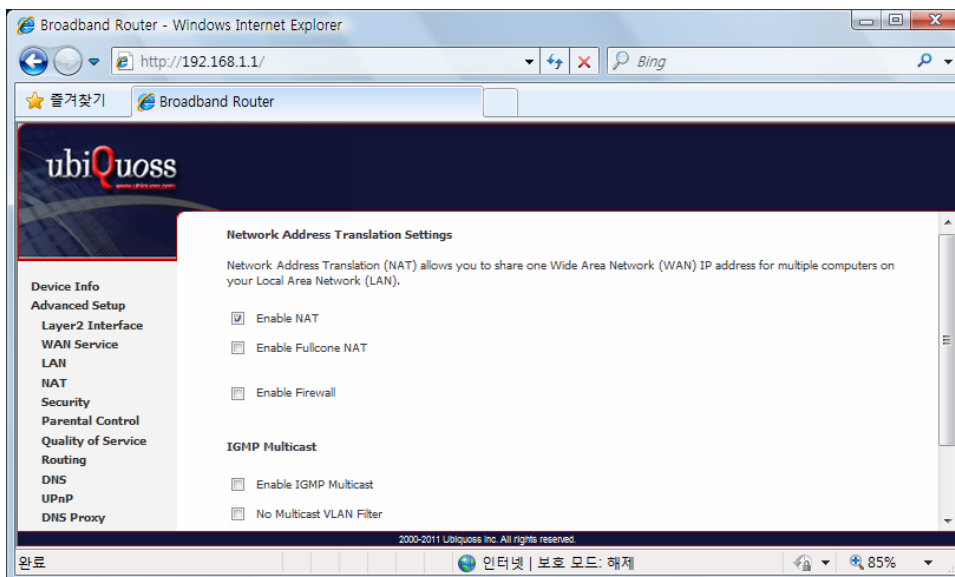 Broadband Router - Windows Internet Explorer
http://192.168.1.1/
Bing
즐겨찾기
Broadband Router
ubiQuoss
www.ubiquoss.com
Network Address Translation Settings
Network Address Translation (NAT) allows you to share one Wide Area Network (WAN) IP address for multiple computers on
your Local Area Network (LAN).
Device Info
Advanced Setup
Layer2 Interface
WAN Service
LAN
NAT
Security
Parental Control
Quality of Service
Routing
DNS
UPnP
DNS Proxy
Enable NAT
Enable Fullcone NAT
Enable Firewall
IGMP Multicast
Enable IGMP Multicast
No Multicast VLAN Filter
2000-2011 Ubiquoss Inc. All rights reserved.
완료
인터넷 | 보호 모드: 해제
85%